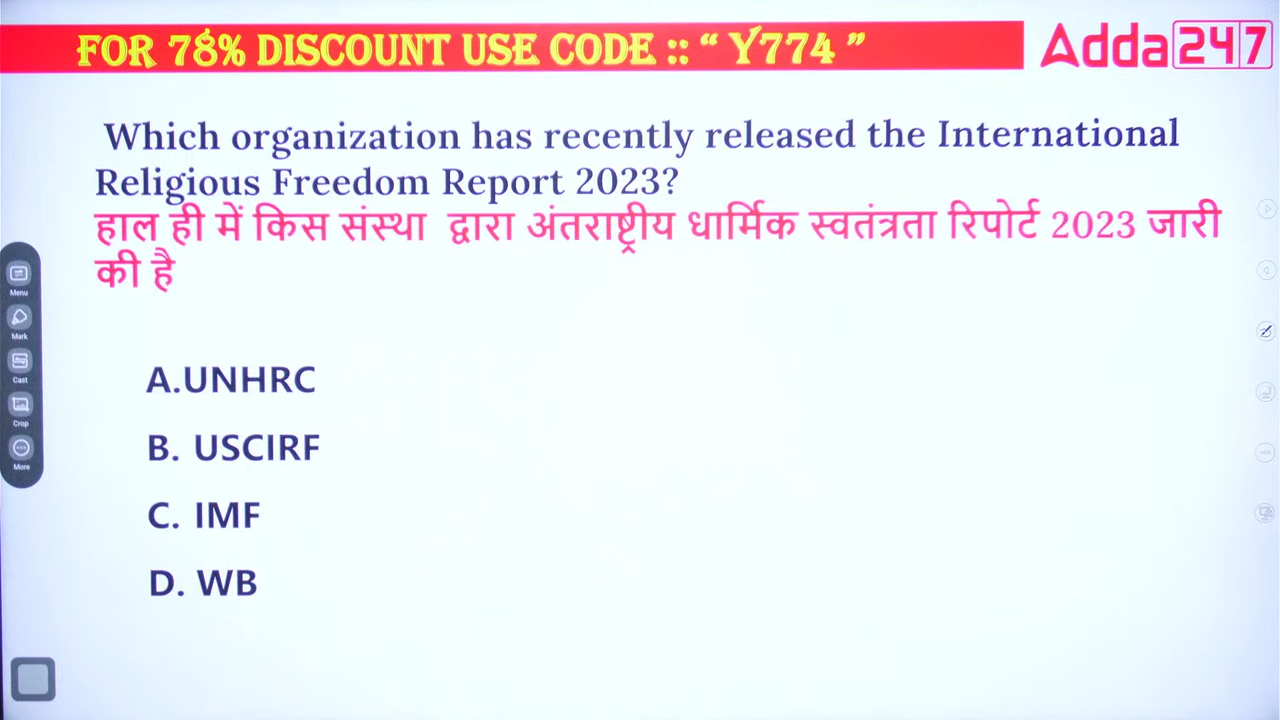 FOR 78% DISCOUNT USE CODE :: “ Y774 ”
Adda247
Which organization has recently released the International
Religious Freedom Report 2023?
हाल ही में किस संस्था द्वारा अंतराष्ट्रीय धार्मिक स्वतंत्रता रिपोर्ट 2023 जारी
की है
Menu
Mark
Cast
Crop
More
A.UNHRC
B. USCIRF
C. IMF
D. WB